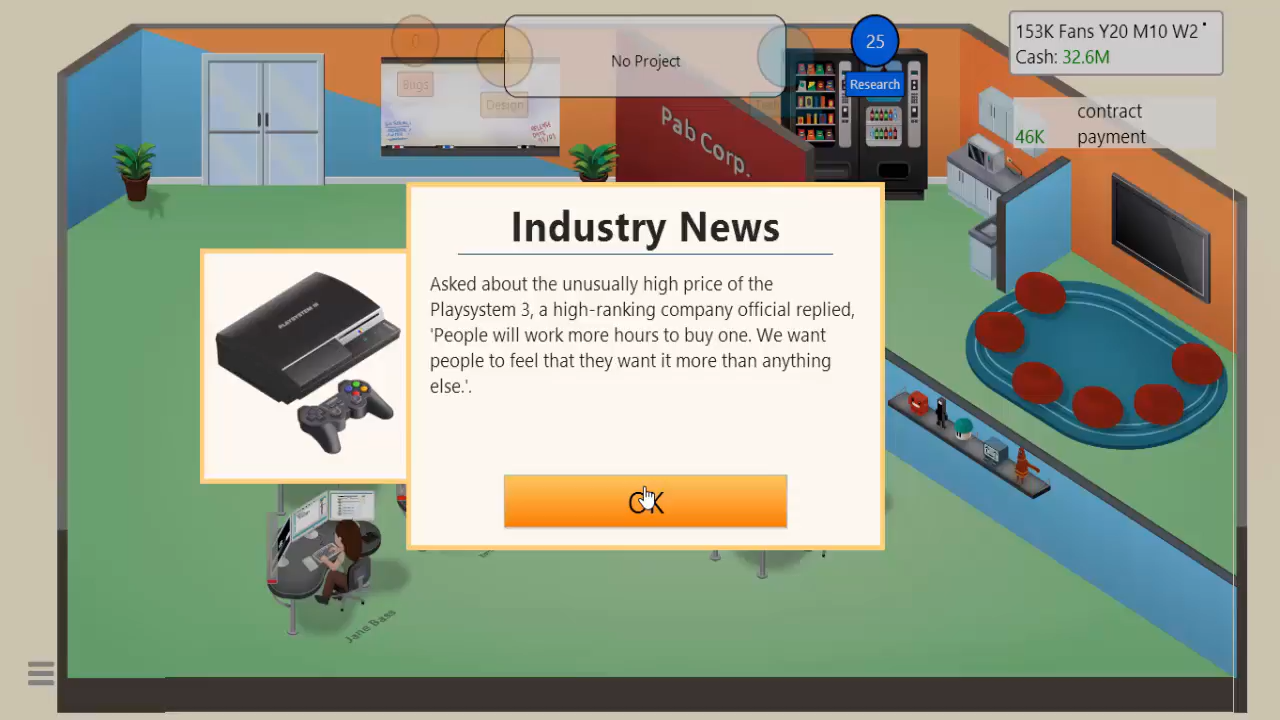 0
0
No Project
25
153K Fans Y20 M10 W2
Cash: 32.6M
Bugs
Design
Research
Pab Corp.
contract
46K payment
Industry News
Asked about the unusually high price of the
Playsystem 3, a high-ranking company official replied,
'People will work more hours to buy one. We want
people to feel that they want it more than anything
else.'.
PLAYSYSTEM III
OK
Jane Bass